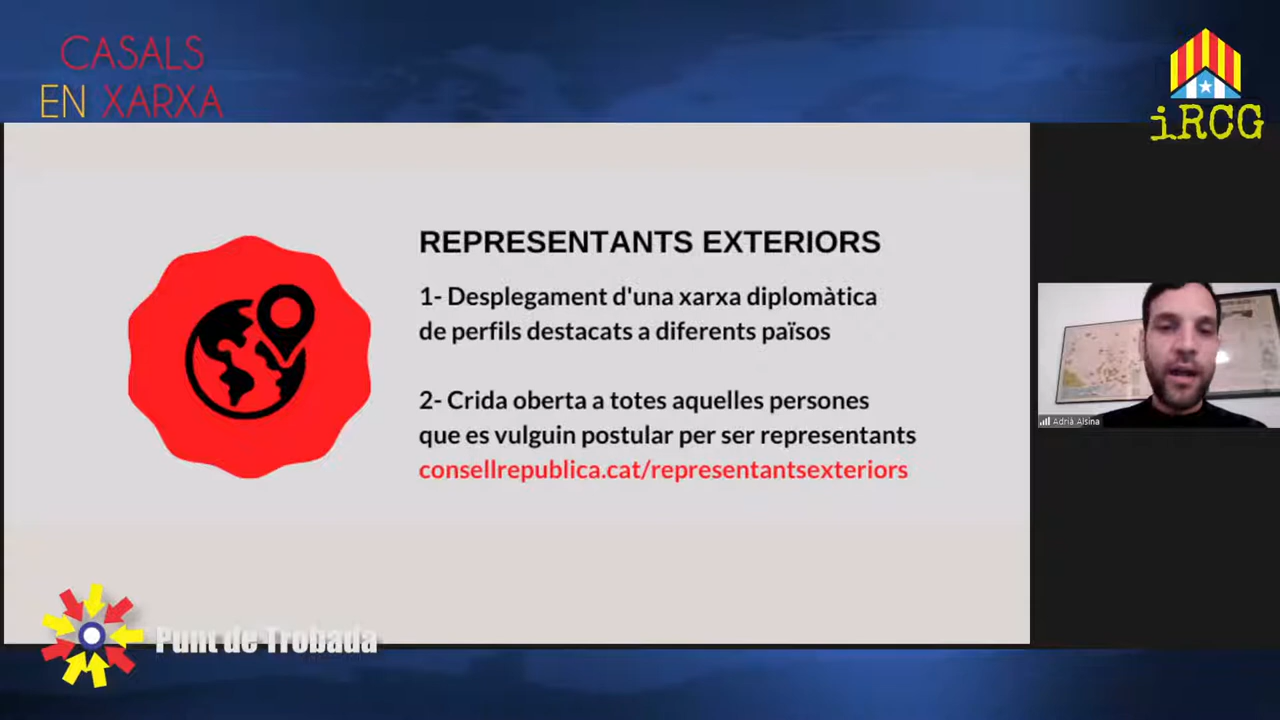 CASALS
EN XARXA
iRCG
REPRESENTANTS EXTERIORS
1- Desplegament d'una xarxa diplomàtica
de perfils destacats a diferents països
2- Crida oberta a totes aquelles persones
que es vulguin postular per ser representants
consellrepublica.cat/representantsexteriors
Adrià Alsina
Punt de Trobada